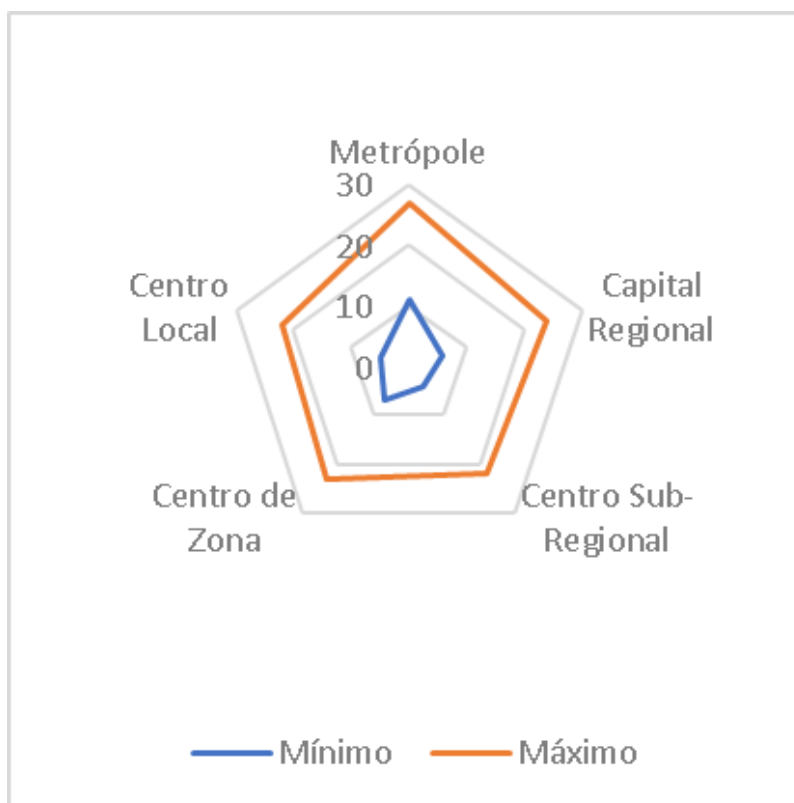 Metrópole
30
20
10
0
Capital
Regional
Centro Sub-
Regional
Centro de
Zona
Centro
Local
Mínimo
Máximo